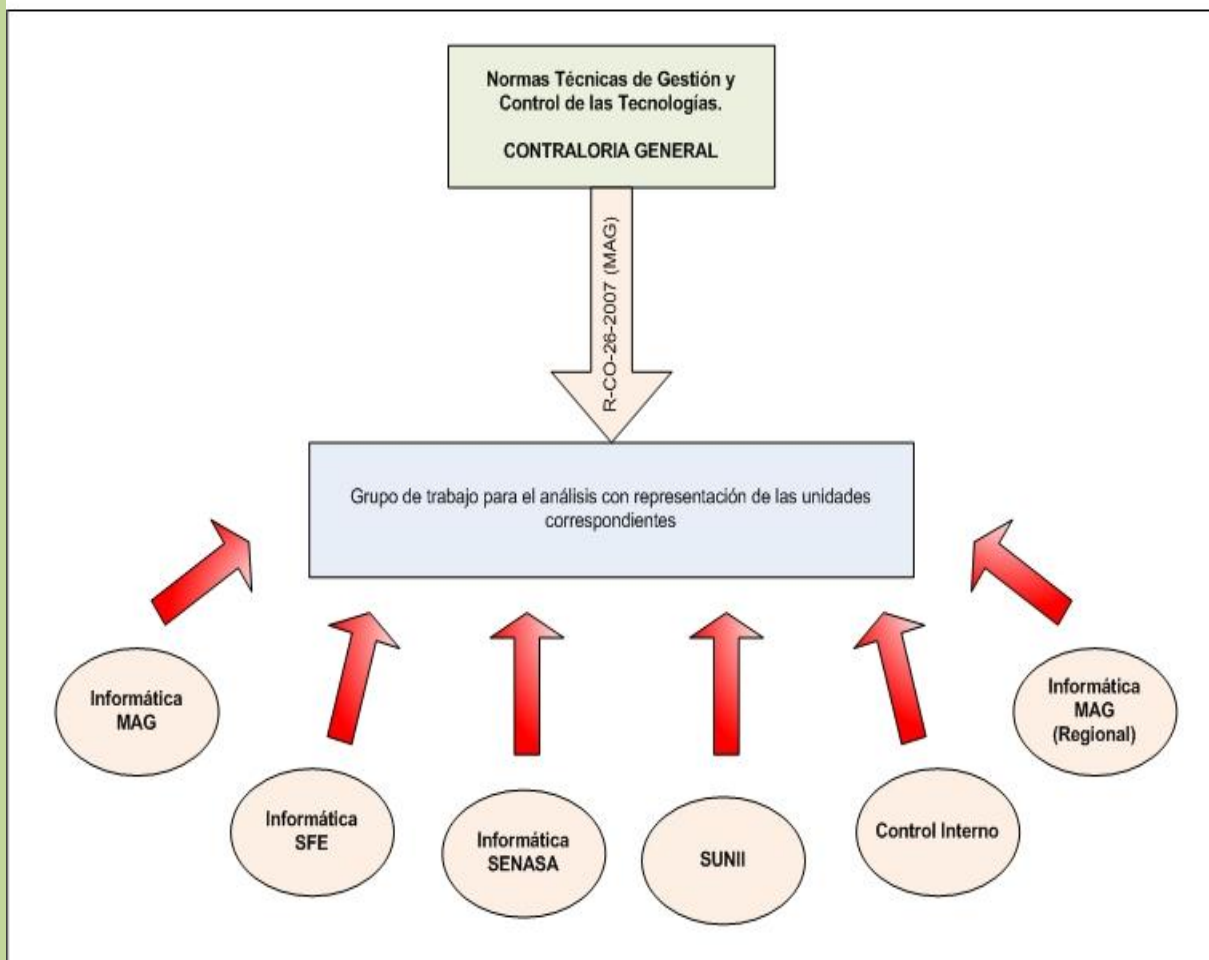 Normas Técnicas de Gestión y
Control de las Tecnologías.
CONTRALORIA GENERAL
R-CO-26-2007 (MAG)
Grupo de trabajo para el análisis con representación de las unidades
correspondientes
Informática
MAG
Informática
SFE
Informática
SENASA
SUNII
Control Interno
Informática
MAG
(Regional)